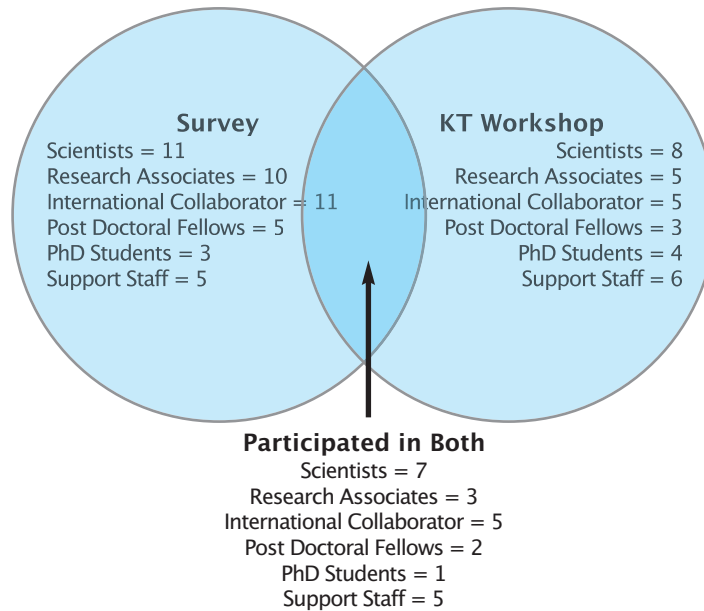 Survey
Scientists = 11
Research Associates = 10
International Collaborator = 11
Post Doctoral Fellows = 5
PhD Students = 3
Support Staff = 5
KT Workshop
Scientists = 8
Research Associates = 5
International Collaborator = 5
Post Doctoral Fellows = 3
PhD Students = 4
Support Staff = 6
Participated in Both
Scientists = 7
Research Associates = 3
International Collaborator = 5
Post Doctoral Fellows = 2
PhD Students = 1
Support Staff = 5